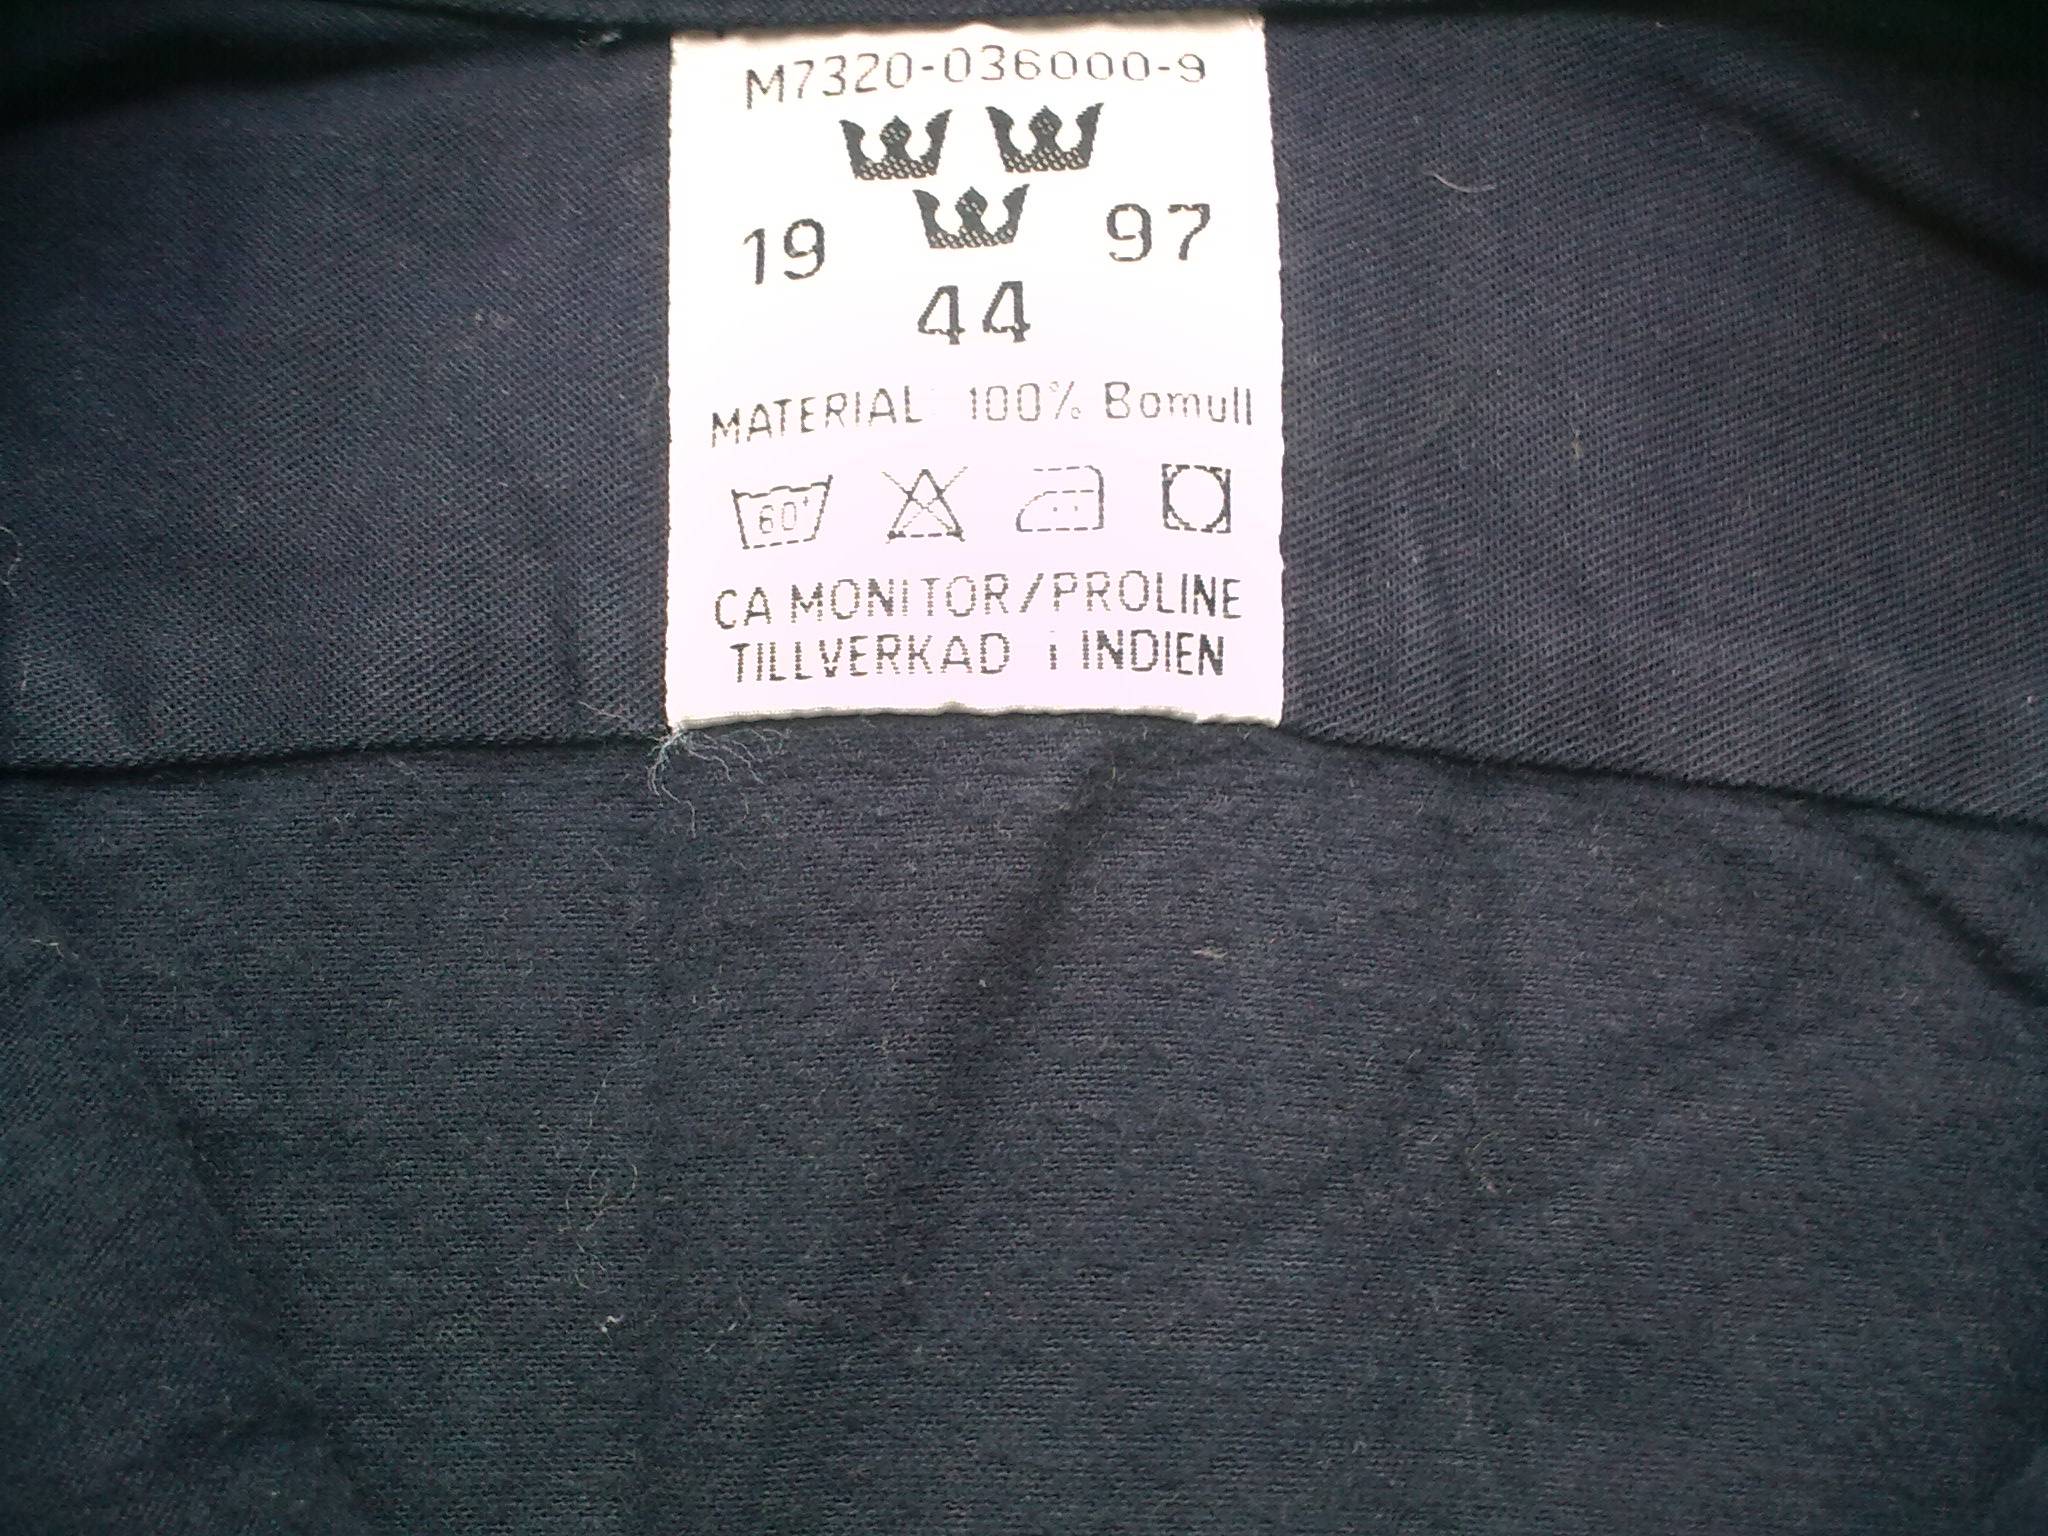 M7320-036000-9
19 97
44
MATERIAL 100% Bomull
60°
CA MONITOR/PROLINE
TILLVERKAD i INDIEN